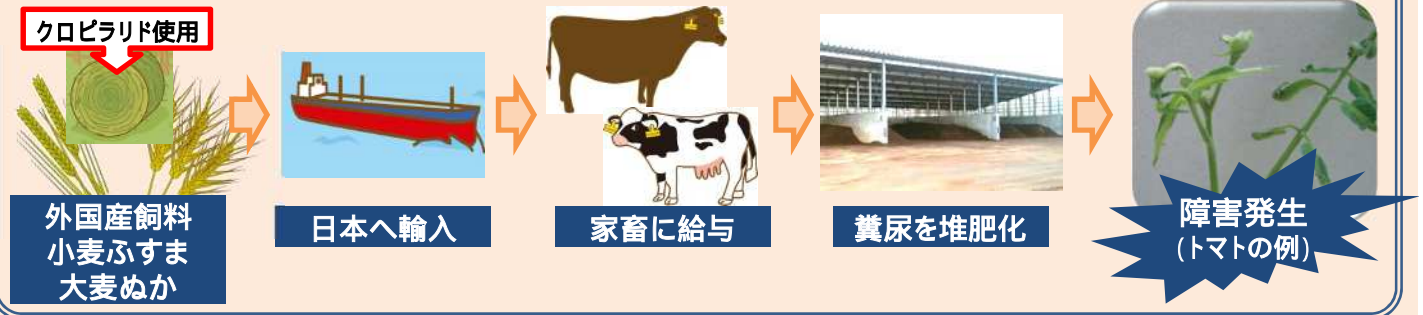 クロピラリド使用
外国産飼料
小麦ふすま
大麦ぬか
日本へ輸入
家畜に給与
糞尿を堆肥化
障害発生
(トマトの例)